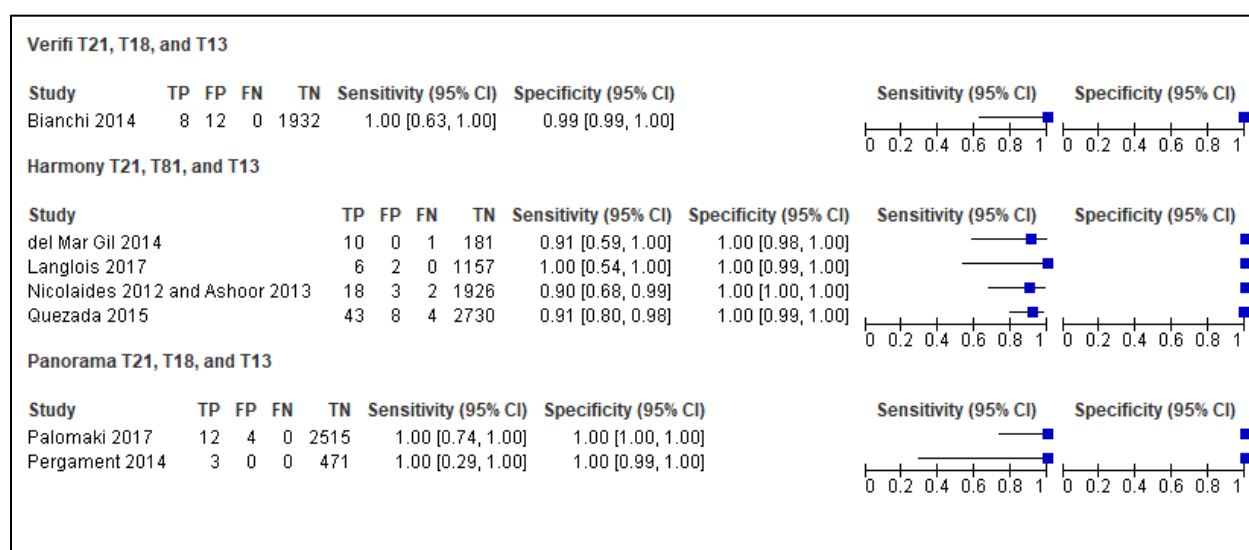 Verifi T21, T18, and T13
Study TP FP FN TN Sensitivity (95% CI) Specificity (95% CI) Sensitivity (95% CI) Specificity (95% CI)
Bianchi 2014 8 12 0 1932 1.00 [0.63, 1.00] 0.99 [0.99, 1.00]
0 0.2 0.4 0.6 0.8 1 0 0.2 0.4 0.6 0.8 1
Harmony T21, T81, and T13
Study TP FP FN TN Sensitivity (95% CI) Specificity (95% CI) Sensitivity (95% CI) Specificity (95% CI)
del Mar Gil 2014 10 0 1 181 0.91 [0.59, 1.00] 1.00 [0.98, 1.00]
Langlois 2017 6 2 0 1157 1.00 [0.54, 1.00] 1.00 [0.99, 1.00]
Nicolaides 2012 and Ashoor 2013 18 3 2 1926 0.90 [0.68, 0.99] 1.00 [1.00, 1.00]
Quezada 2015 43 8 4 2730 0.91 [0.80, 0.98] 1.00 [0.99, 1.00]
0 0.2 0.4 0.6 0.8 1 0 0.2 0.4 0.6 0.8 1
Panorama T21, T18, and T13
Study TP FP FN TN Sensitivity (95% CI) Specificity (95% CI) Sensitivity (95% CI) Specificity (95% CI)
Palomaki 2017 12 4 0 2515 1.00 [0.74, 1.00] 1.00 [1.00, 1.00]
Pergament 2014 3 0 0 471 1.00 [0.29, 1.00] 1.00 [0.99, 1.00]
0 0.2 0.4 0.6 0.8 1 0 0.2 0.4 0.6 0.8 1